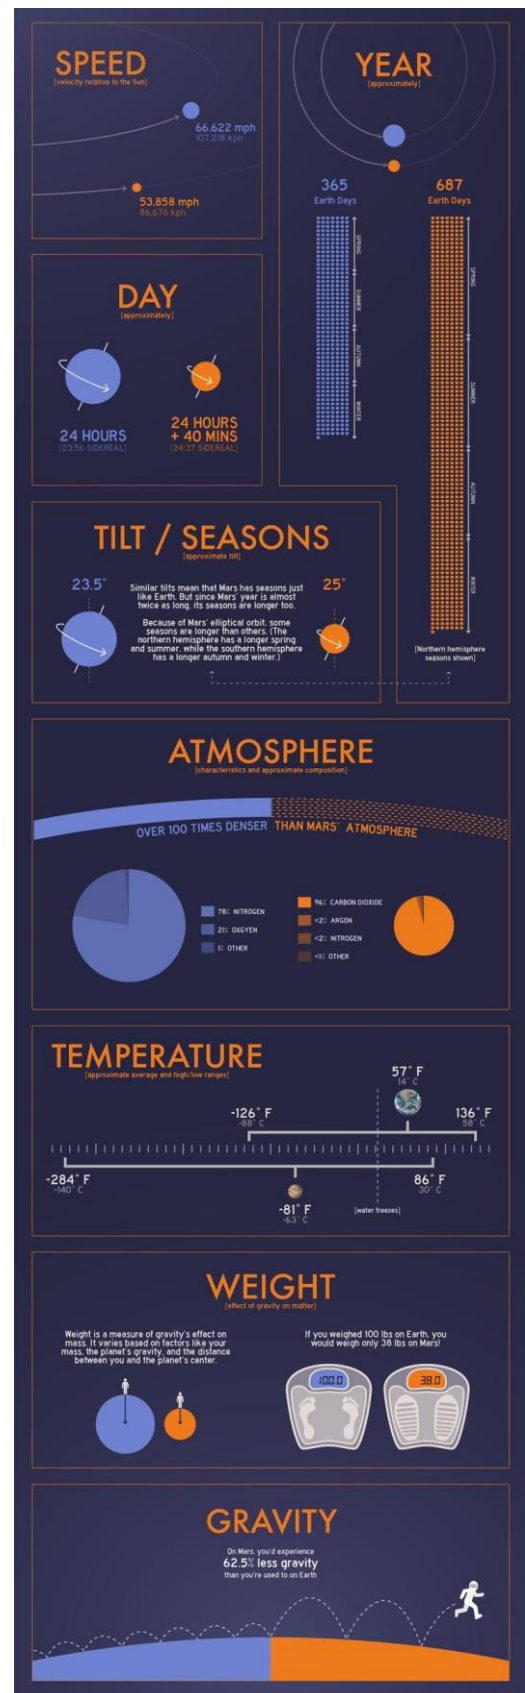 SPEED
[velocity relative to the Sun]
66.622 mph
107,218 kph
53.858 mph
86,676 kph
YEAR
[approximately]
365
Earth Days
687
Earth Days
SPRING
SUMMER
AUTUMN
WINTER
SPRING
SUMMER
AUTUMN
WINTER
[Northern hemisphere
seasons shown]
DAY
[approximately]
24 HOURS
[23:56 SIDEREAL]
24 HOURS
+ 40 MINS
[24:37 SIDEREAL]
TILT / SEASONS
[approximate tilt]
23.5°
Similar tilts mean that Mars has seasons just
like Earth. But since Mars' year is almost
twice as long, its seasons are longer too.
Because of Mars' elliptical orbit, some
seasons are longer than others. (The
northern hemisphere has a longer spring
and summer, while the southern hemisphere
has a longer autumn and winter.)
25°
ATMOSPHERE
[characteristics and approximate composition]
OVER 100 TIMES DENSER THAN MARS' ATMOSPHERE
78% NITROGEN
21% OXGYEN
1% OTHER
96% CARBON DIOXIDE
<2% ARGON
<2% NITROGEN
<1% OTHER
TEMPERATURE
[approximate average and high/low ranges]
57° F
14° C
-126° F
-88° C
136° F
58° C
-284° F
-140° C
-81° F
-63° C
[water freezes]
86° F
30° C
WEIGHT
[effect of gravity on matter]
Weight is a measure of gravity's effect on
mass. It varies based on factors like your
mass, the planet's gravity, and the distance
between you and the planet's center.
If you weighed 100 lbs on Earth, you
would weigh only 38 lbs on Mars!
100.0
38.0
GRAVITY
On Mars, you'd experience
62.5% less gravity
than you're used to on Earth